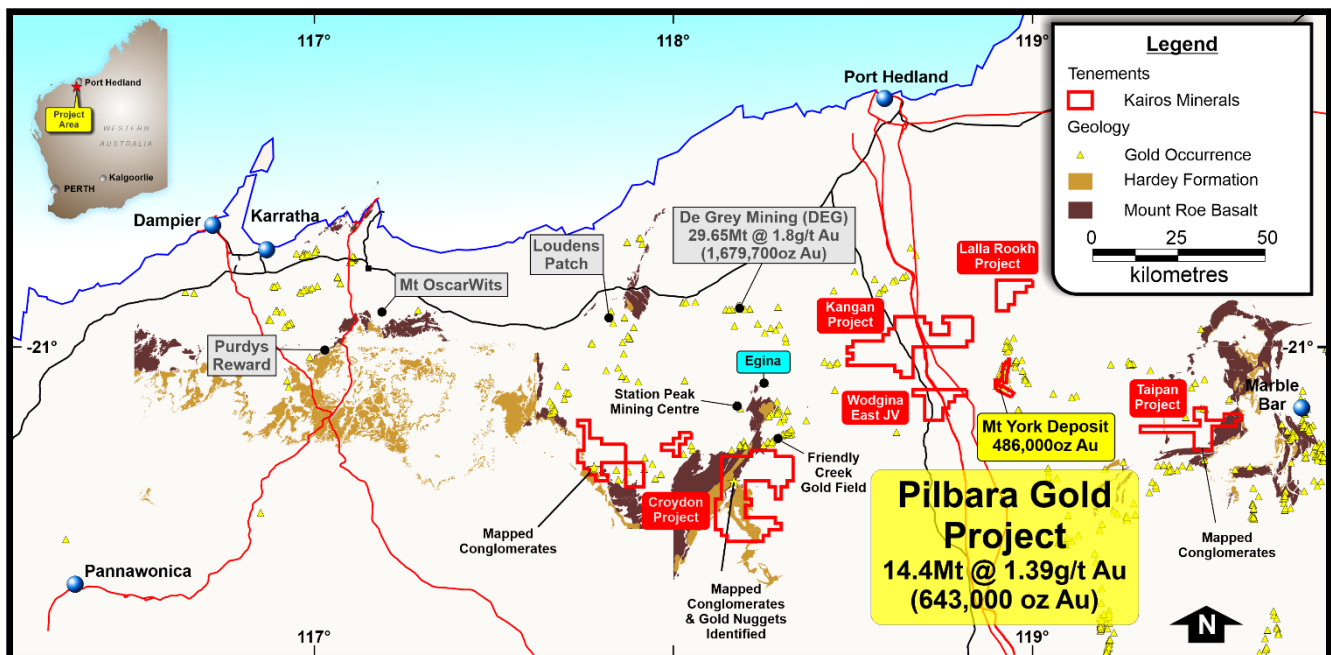 117°
118°
119°
Port Hedland
Project
Area
WESTERN
AUSTRALIA
Kalgoorlie
PERTH
Port Hedland
Legend
Tenements
Kairos Minerals
Geology
Gold Occurrence
Hardey Formation
Mount Roe Basalt
0 25 50
kilometres
Dampier
Karratha
Loudens
Patch
De Grey Mining (DEG)
29.65Mt @ 1.8g/t Au
(1,679,700oz Au)
Lalla Rookh
Project
Mt OscarWits
Kangan
Project
Purdys
Reward
-21°
-21°
Egina
Station Peak
Mining Centre
Wodgina
East JV
Mt York Deposit
486,000oz Au
Taipan
Project
Marble
Bar
Friendly
Creek
Gold Field
Croydon
Project
Mapped
Conglomerates
Pilbara Gold
Project
14.4Mt @ 1.39g/t Au
(643,000 oz Au)
Mapped
Conglomerates
Mapped
Conglomerates
& Gold Nuggets
Identified
Pannawonica
N
117°
119°